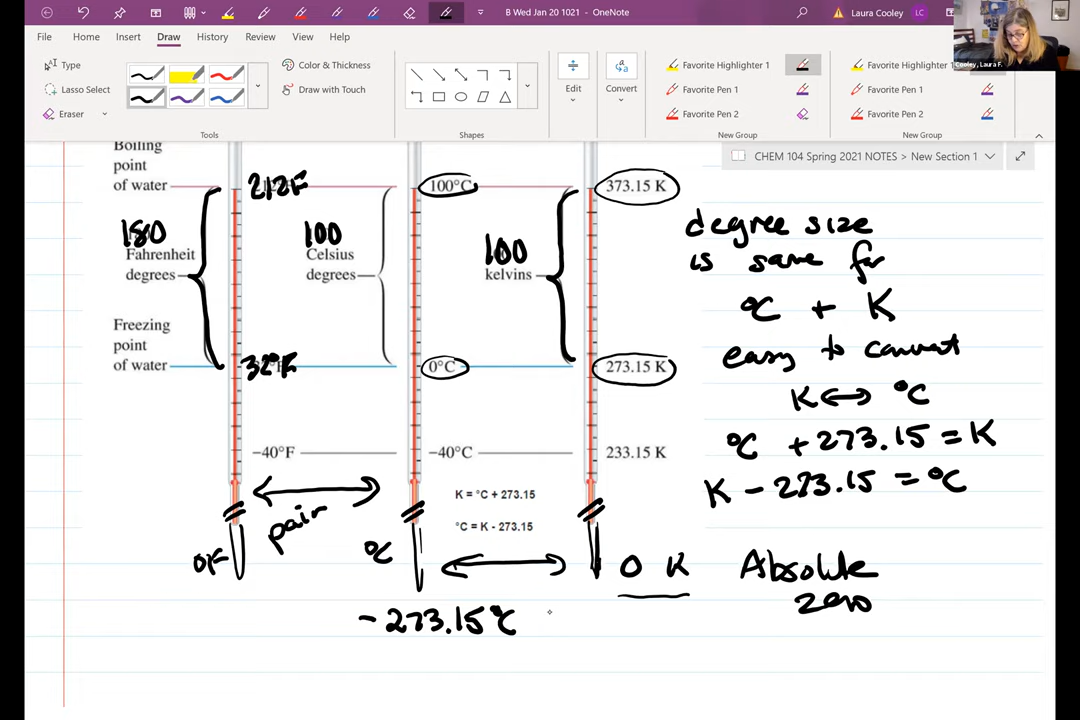 B Wed Jan 20 1021 - OneNote
Laura Cooley
LC
File
Home
Insert
Draw
History
Review
View
Help
Type
Lasso Select
Eraser
Color & Thickness
Draw with Touch
Edit
Convert
Favorite Highlighter 1
Favorite Pen 1
Favorite Pen 2
Favorite Highlighter 1
Favorite Pen 1
Favorite Pen 2
Tools
Shapes
New Group
New Group
Cooley, Laura F.
CHEM 104 Spring 2021 NOTES > New Section 1
Boiling
point
of water
212F
100°C
373.15 K
180
Fahrenheit
degrees
100
Celsius
degrees
100
kelvins
Freezing
point
of water
32°F
0°C
273.15 K
-40°F
-40°C
233.15 K
K = °C + 273.15
°C = K - 273.15
pair
°F
°C
0 K
Absolute
zero
-273.15°C
degree size
is same for
°C + K
easy to convert
K ↔ °C
°C + 273.15 = K
K - 273.15 = °C